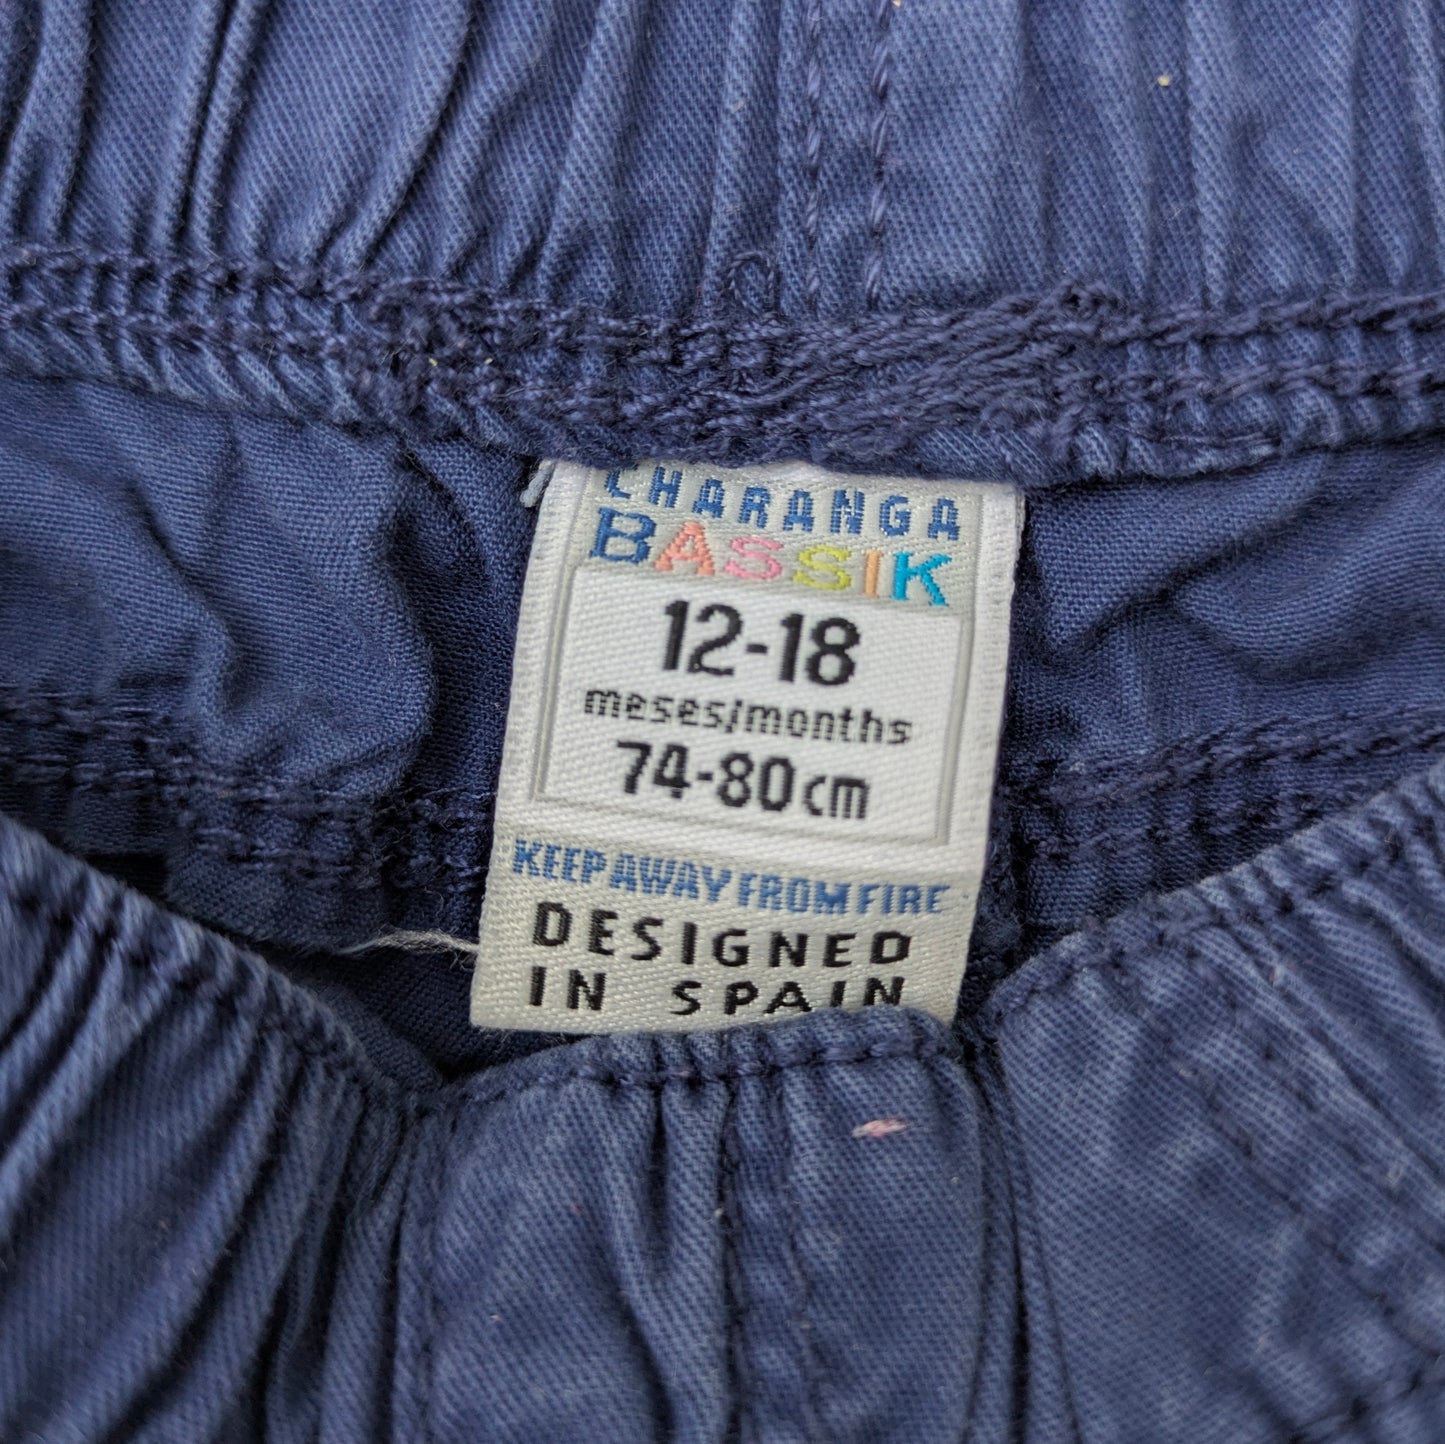 CHARANGA
BASSIK
12-18
meses/months
74-80cm
KEEP AWAY FROM FIRE
DESIGNED
IN SPAIN